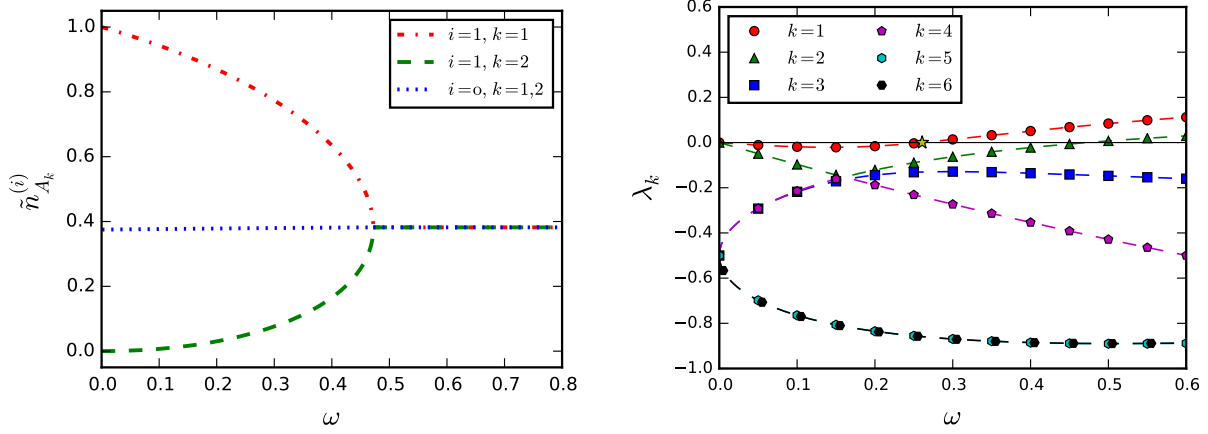 1.0
0.8
0.6
0.4
0.2
0.0
0.0 0.1 0.2 0.3 0.4 0.5 0.6 0.7 0.8
ω
ñ_{A_k}^{(i)}
i=1, k=1
i=1, k=2
i=o, k=1,2
0.6
0.4
0.2
0.0
−0.2
−0.4
−0.6
−0.8
−1.0
0.0 0.1 0.2 0.3 0.4 0.5 0.6
ω
λ_k
k=1
k=2
k=3
k=4
k=5
k=6